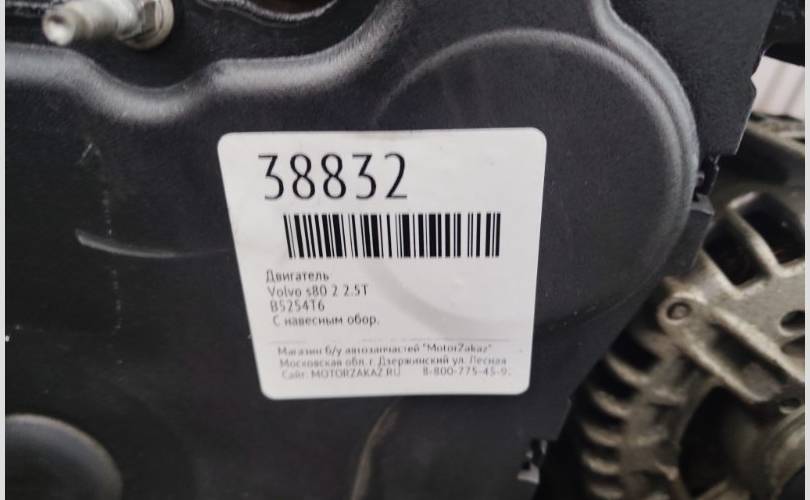 38832
Двигатель
Volvo s80 2 2.5T
B5254T6
С навесным обор.
Магазин б/у автозапчастей "MotorZakaz"
Московская обл. г. Дзержинский ул. Лесная
Сайт: MOTORZAKAZ.RU 8-800-775-45-9